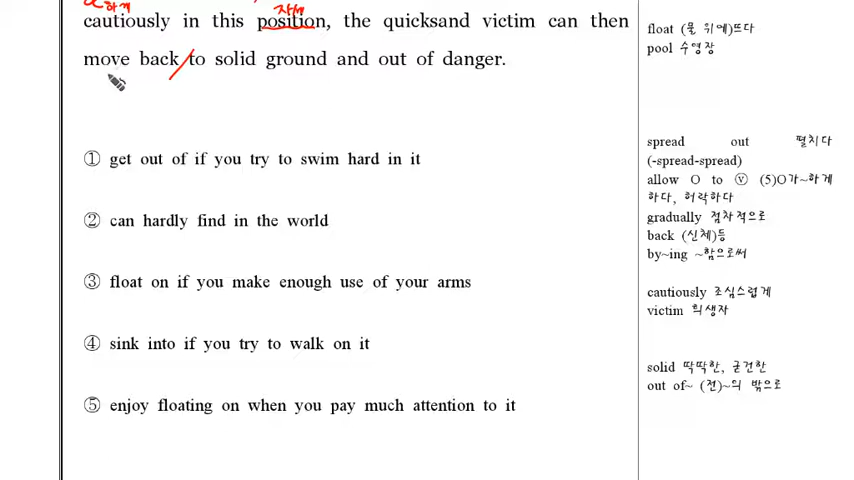 하게
자세
cautiously in this position, the quicksand victim can then
move back / to solid ground and out of danger.
① get out of if you try to swim hard in it
② can hardly find in the world
③ float on if you make enough use of your arms
④ sink into if you try to walk on it
⑤ enjoy floating on when you pay much attention to it
float (물 위에)뜨다
pool 수영장
spread out 펼치다
(-spread-spread)
allow O to ⓥ (5)O가~하게
하다, 허락하다
gradually 점차적으로
back (신체)등
by~ing ~함으로써
cautiously 조심스럽게
victim 희생자
solid 딱딱한, 굳건한
out of~ (전)~의 밖으로